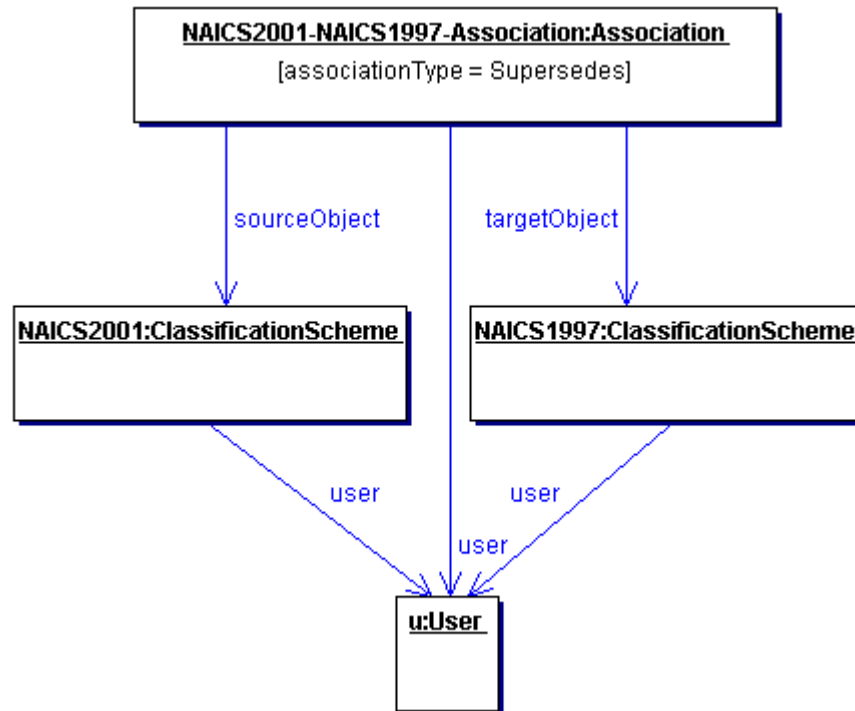 NAICS2001-NAICS1997-Association:Association
[associationType = Supersedes]
sourceObject
targetObject
NAICS2001:ClassificationScheme
NAICS1997:ClassificationScheme
user
user
user
u:User